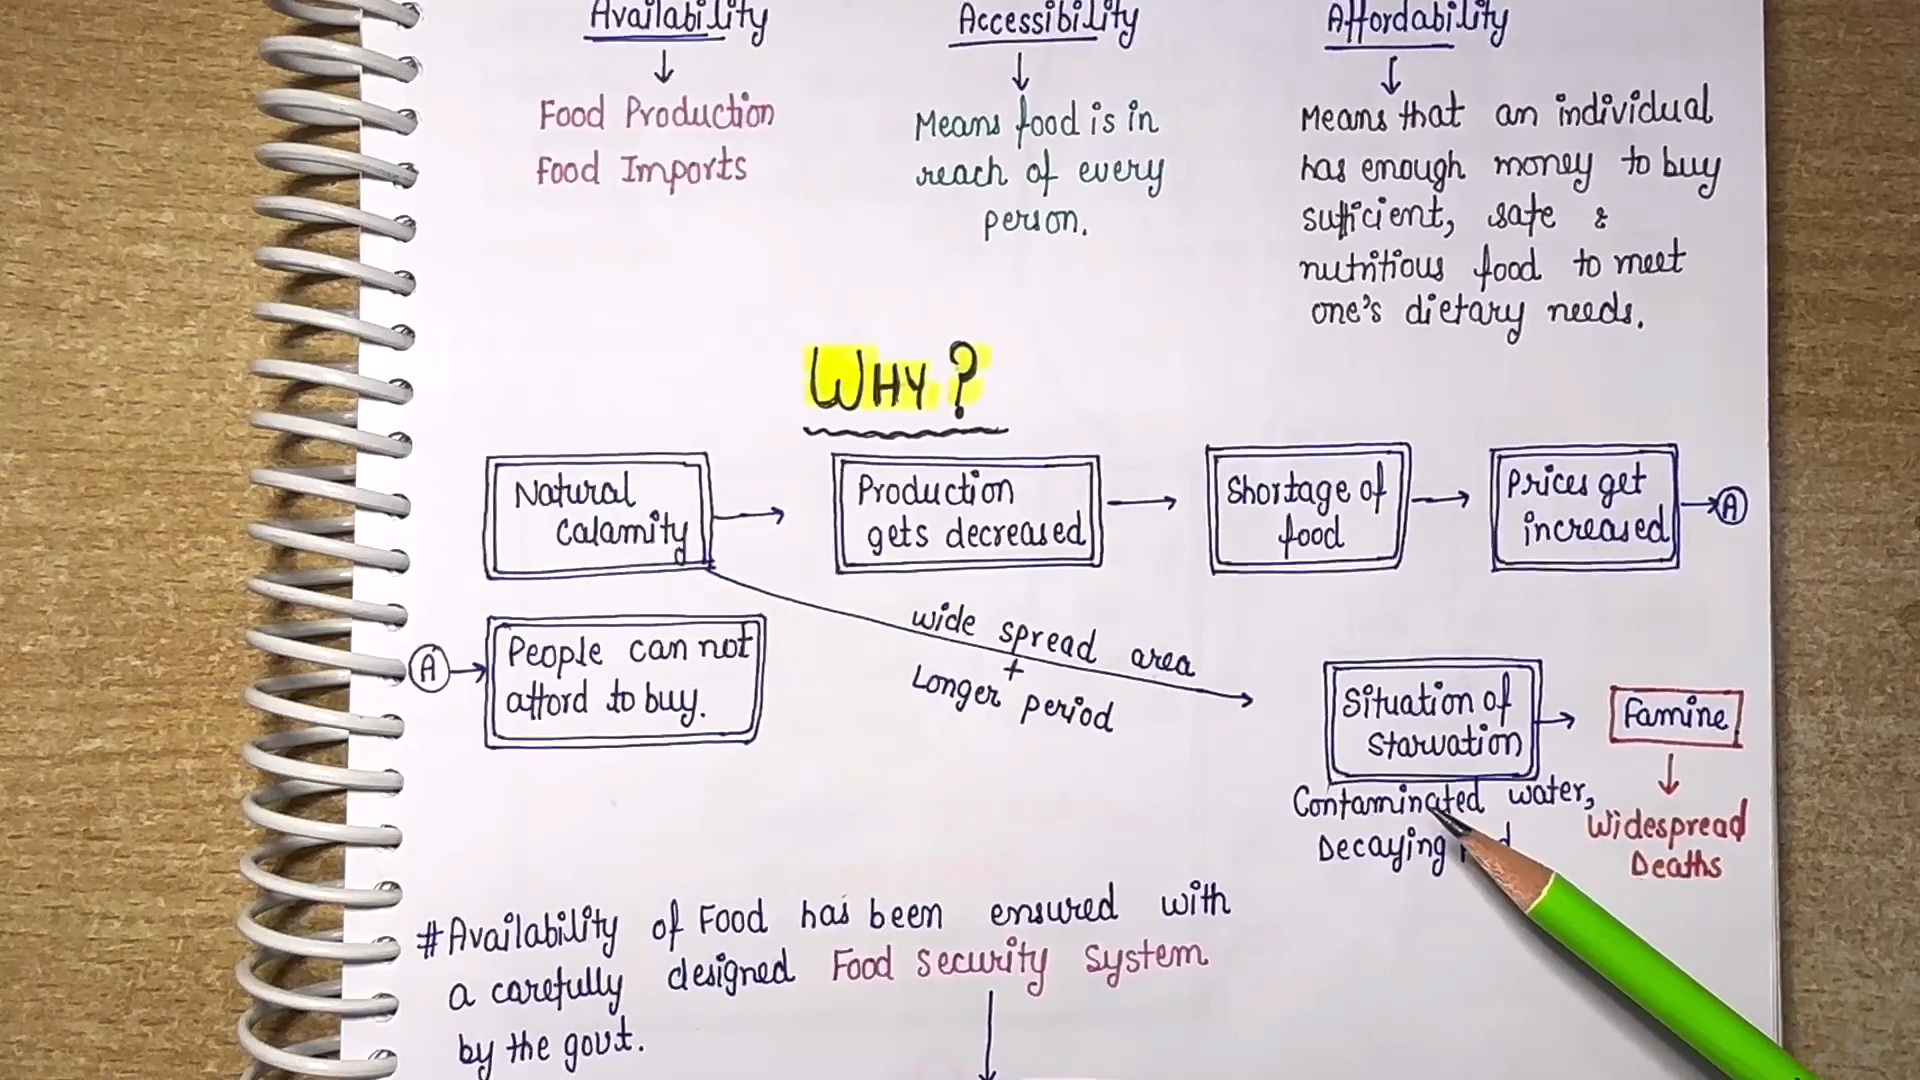 Availability
Accessibility
Affordability
Food Production
Food Imports
Means food is in
reach of every
person.
Means that an individual
has enough money to buy
sufficient, safe &
nutritious food to meet
one's dietary needs.
WHY?
Natural
calamity
Production
gets decreased
Shortage of
food
Prices get
increased
A
A
People can not
afford to buy.
wide spread area
+
Longer period
Situation of
starvation
Famine
Contaminated water,
Decaying
Widespread
Deaths
#Availability of Food has been ensured with
a carefully designed Food Security System
by the govt.